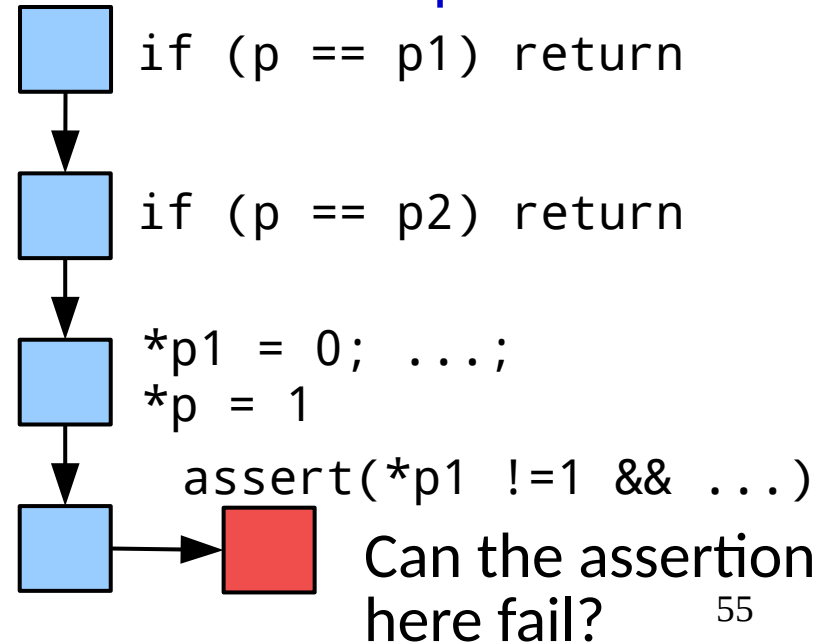 if (p == p1) return
if (p == p2) return
*p1 = 0; ...;
*p = 1
assert(*p1 !=1 && ...)
Can the assertion
here fail?
55